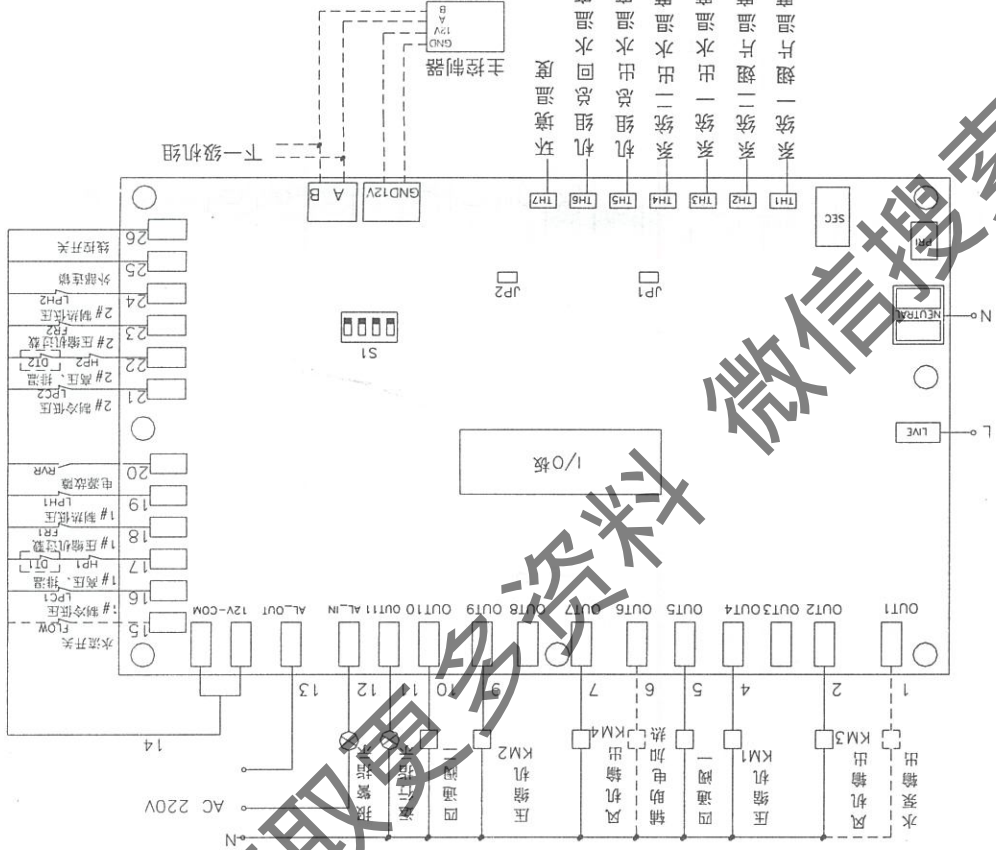 N
AC 220V
水泵输出
风机输出
KM3
压缩机
KM1
四通阀一
辅助电加热
风机输出
KM4
压缩机
KM2
四通阀二
运行指示
报警指示
1
2
4
5
6
7
9
10
11
12
13
14
OUT1
OUT2
OUT3
OUT4
OUT5
OUT6
OUT7
OUT8
OUT9
OUT10
OUT11
AL_IN
AL_OUT
12V-COM
15
水流开关
FLOW
16
1#制冷低压
LPC1
17
1#高压、排温
HP1
DT1
18
1#压缩机过载
FR1
19
1#制热低压
LPH1
20
电源故障
RVR
21
2#制冷低压
LPC2
22
2#高压、排温
HP2
DT2
23
2#压缩机过载
FR2
24
2#制热低压
LPH2
25
外部连锁
26
线控开关
I/O板
L
LIVE
N
NEUTRAL
PRI
SEC
S1
JP1
JP2
TH1
TH2
TH3
TH4
TH5
TH6
TH7
系统一翅片温度
系统二翅片温度
系统一出水温度
系统二出水温度
机组总出水温度
机组总回水温度
环境温度
GND12V
A
B
下一级机组
主控制器
GND
12V
A
B
取更多资料 微信搜索